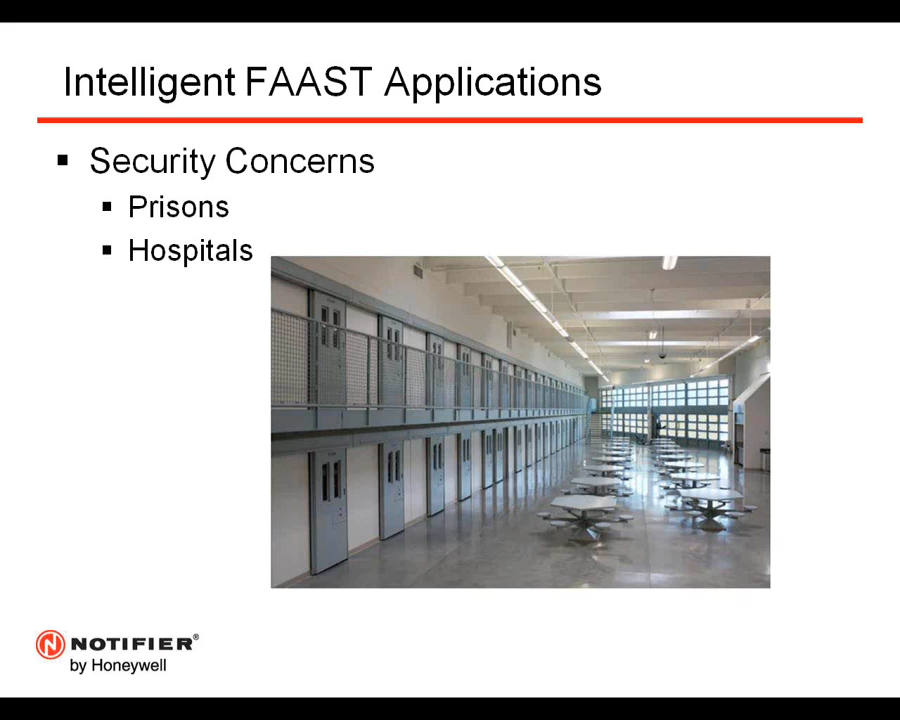 Intelligent FAAST Applications
Security Concerns
Prisons
Hospitals
NOTIFIER®
by Honeywell